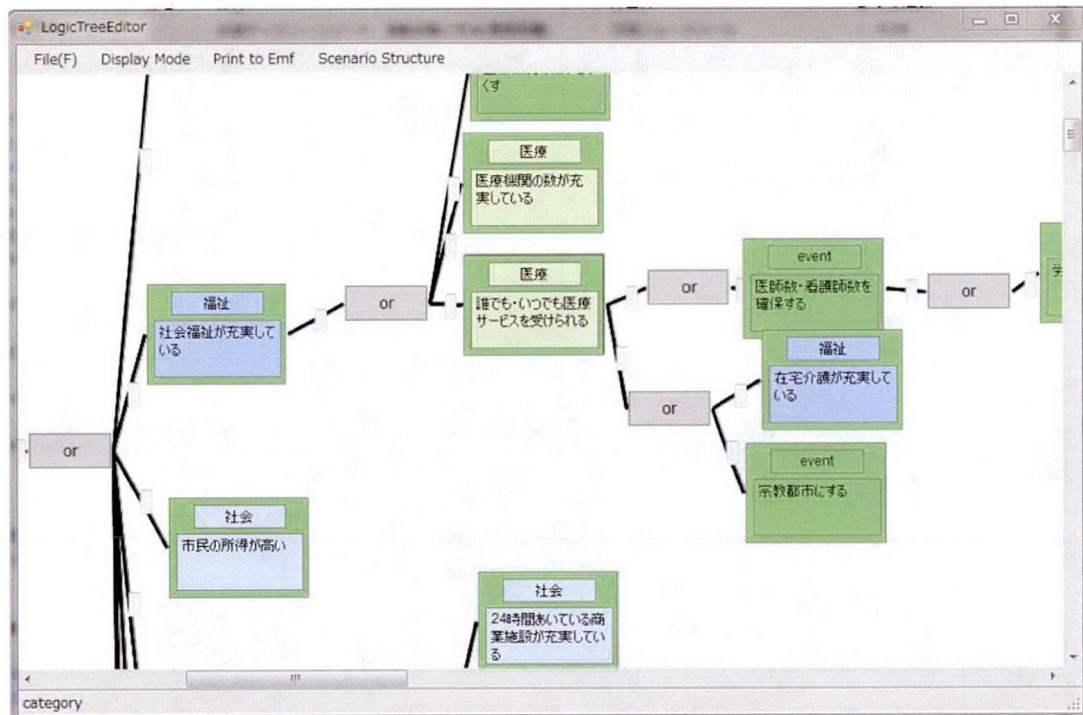 LogicTreeEditor
File(F) Display Mode Print to Emf Scenario Structure
くす
医療
医療機関の数が充
実している
医療
誰でも・いつでも医療
サービスを受けられる
福祉
社会福祉が充実して
いる
or
or
event
医師数・看護師数を
確保する
or
労
福祉
在宅介護が充実して
いる
or
event
宗教都市にする
or
社会
市民の所得が高い
社会
24時間あいている商
業施設が充実してい
る
category